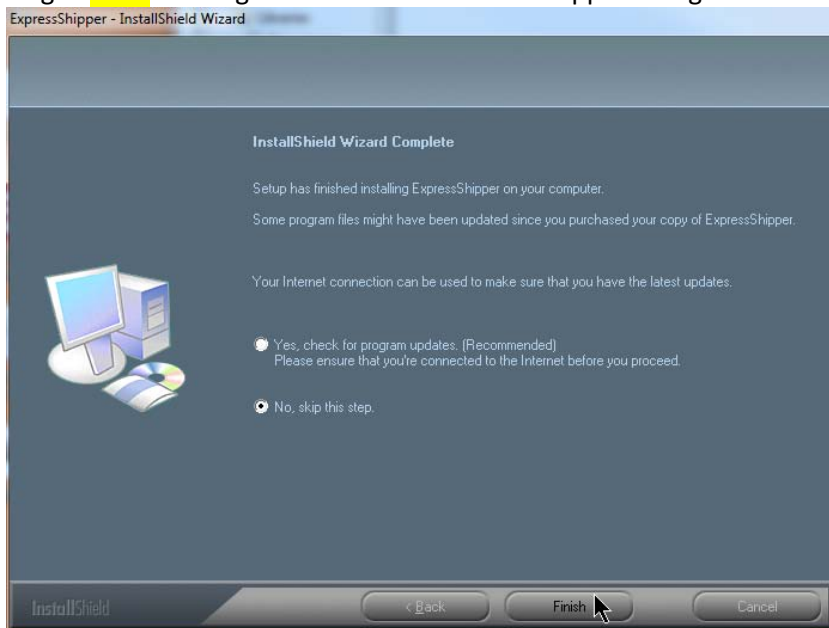 ExpressShipper - InstallShield Wizard
InstallShield Wizard Complete
Setup has finished installing ExpressShipper on your computer.
Some program files might have been updated since you purchased your copy of ExpressShipper.
Your Internet connection can be used to make sure that you have the latest updates.
Yes, check for program updates. (Recommended)
Please ensure that you're connected to the Internet before you proceed.
No, skip this step.
InstallShield
< Back
Finish
Cancel